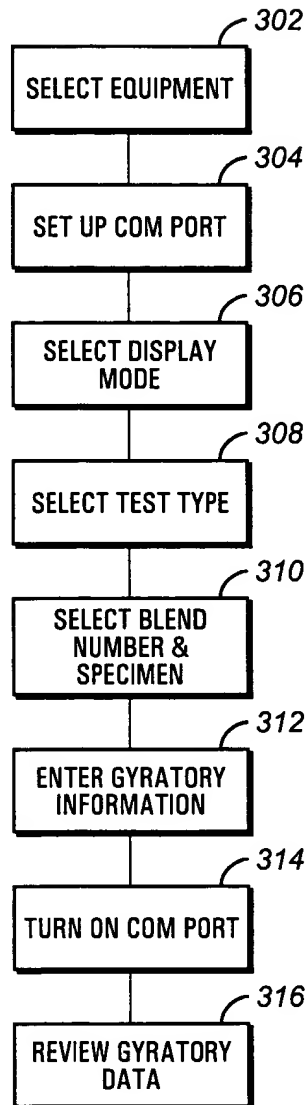 302
SELECT EQUIPMENT
304
SET UP COM PORT
306
SELECT DISPLAY
MODE
308
SELECT TEST TYPE
310
SELECT BLEND
NUMBER &
SPECIMEN
312
ENTER GYRATORY
INFORMATION
314
TURN ON COM PORT
316
REVIEW GYRATORY
DATA